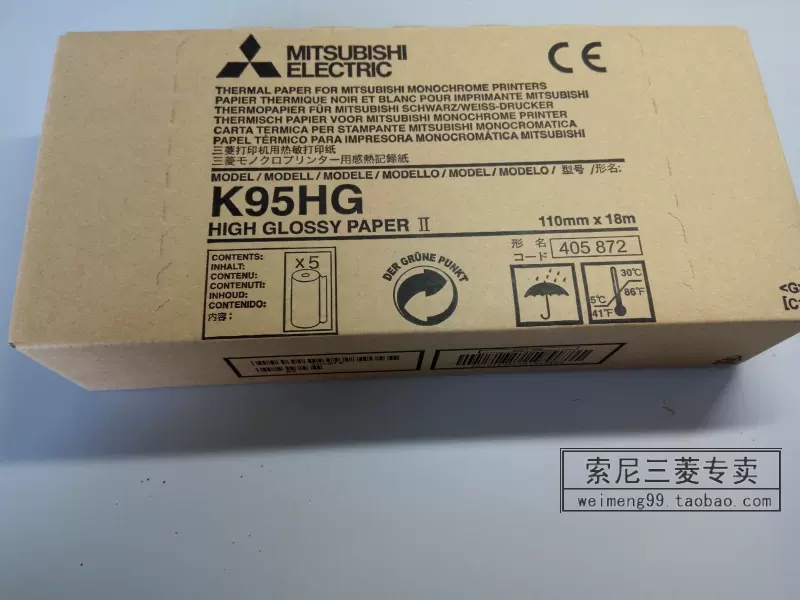 MITSUBISHI
ELECTRIC
CE
THERMAL PAPER FOR MITSUBISHI MONOCHROME PRINTERS
PAPIER THERMIQUE NOIR ET BLANC POUR IMPRIMANTE MITSUBISHI
THERMOPAPIER FÜR MITSUBISHI SCHWARZ/WEISS-DRUCKER
THERMISCH PAPIER VOOR MITSUBISHI MONOCHROME PRINTER
CARTA TERMICA PER STAMPANTE MITSUBISHI MONOCROMATICA
PAPEL TÉRMICO PARA IMPRESORA MONOCROMÁTICA MITSUBISHI
三菱打印机用热敏打印纸
三菱モノクロプリンター用感熱記録紙
MODEL / MODELL / MODELE / MODELLO / MODEL / MODELO / 型号 /形名:
K95HG
HIGH GLOSSY PAPER Ⅱ
110mm x 18m
形 名
コード 405 872
CONTENTS:
INHALT:
CONTENU:
CONTENUTI:
INHOUD:
CONTENIDO:
内容:
x5
DER GRÜNE PUNKT
30℃
86℉
5℃
41℉
索尼三菱专卖
weimeng99.taobao.com